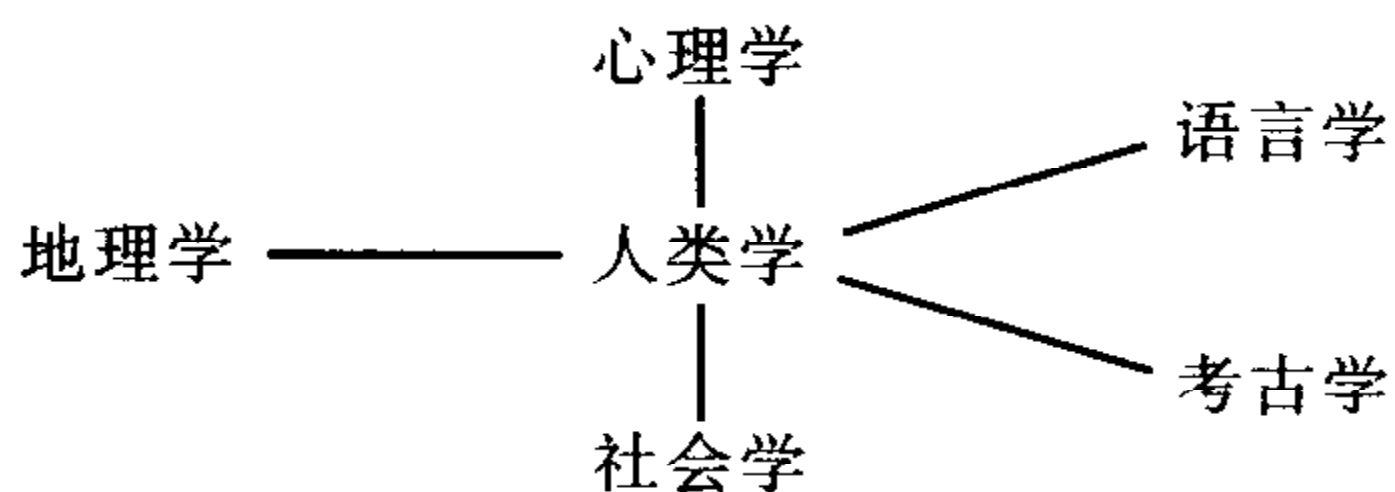 心理学
语言学
地理学
人类学
考古学
社会学